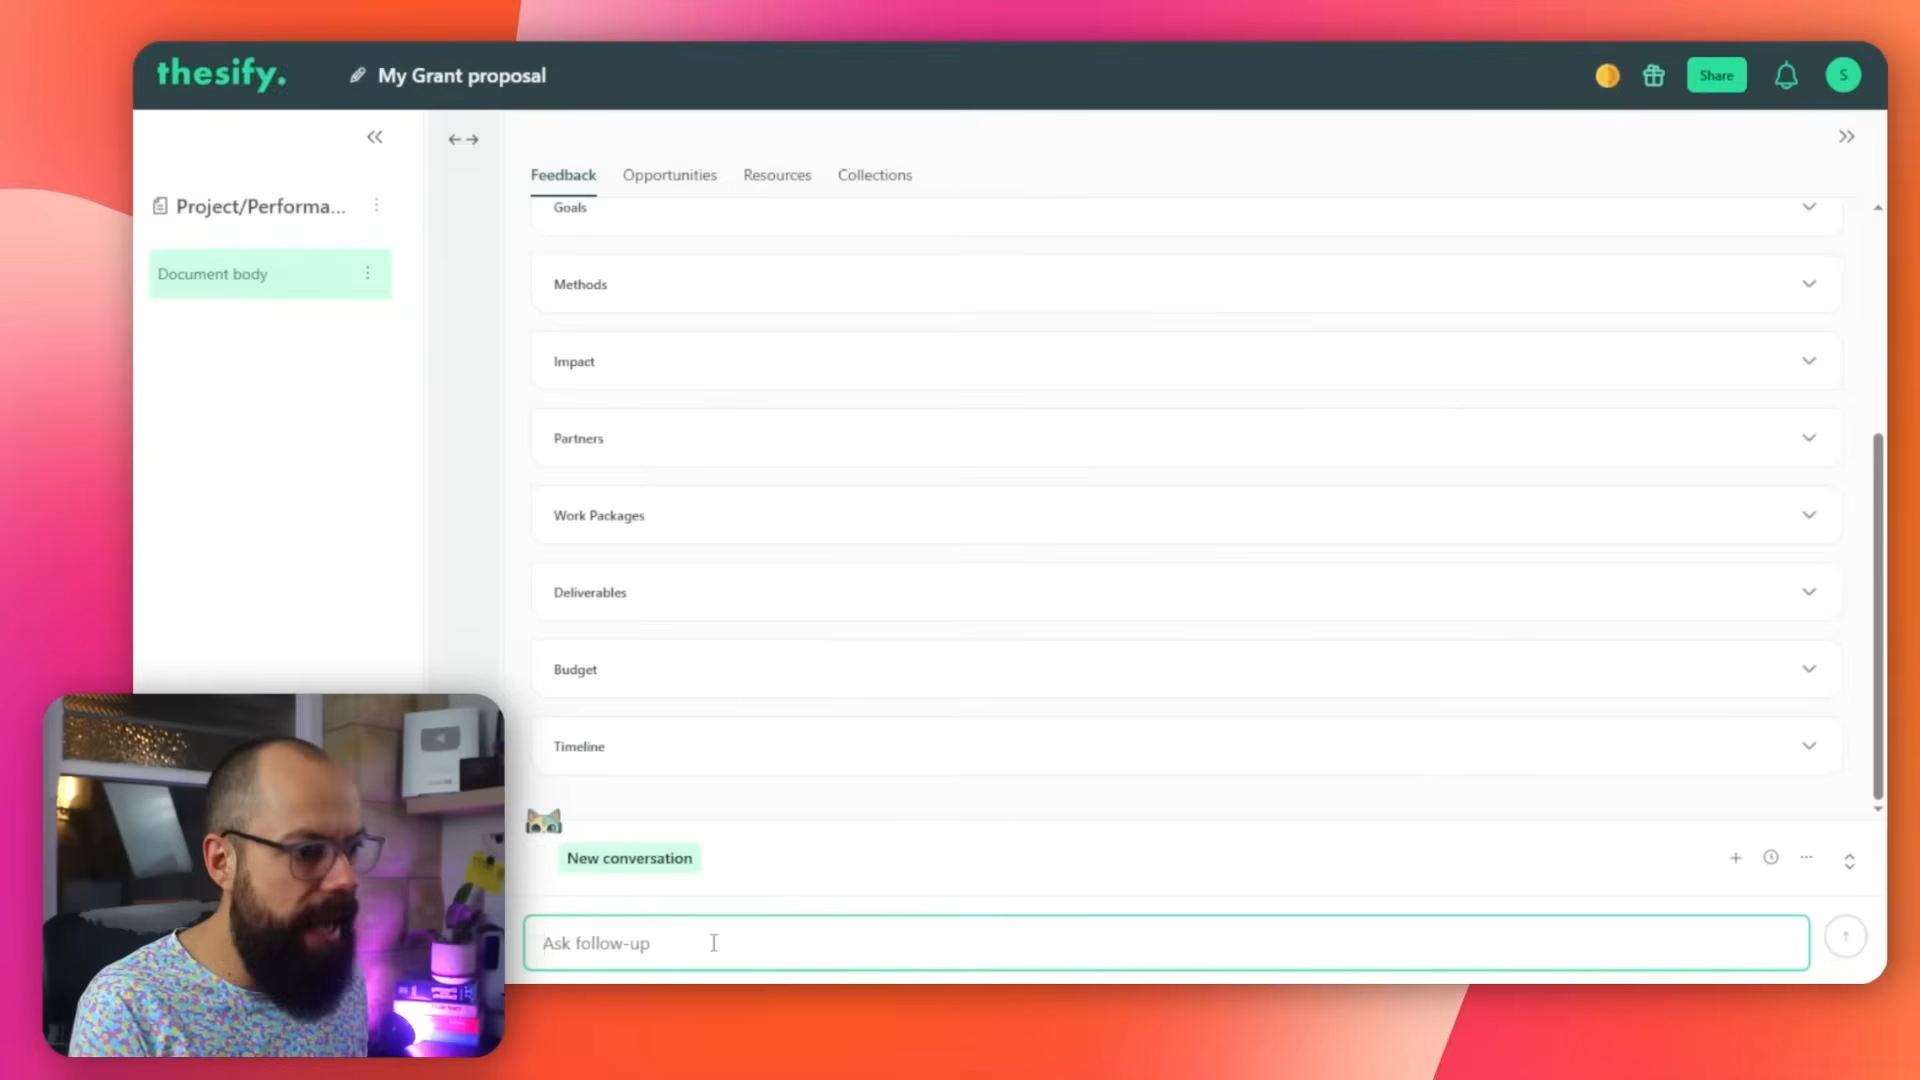 thesify.
My Grant proposal
Share
S
Project/Performa...
Document body
Feedback
Opportunities
Resources
Collections
Goals
Methods
Impact
Partners
Work Packages
Deliverables
Budget
Timeline
New conversation
Ask follow-up